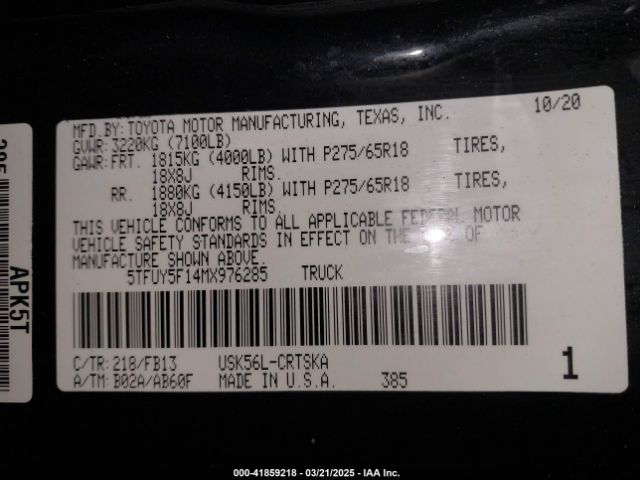 MFD.BY:TOYOTA MOTOR MANUFACTURING, TEXAS, INC. 10/20
GVWR:3220KG (7100LB)
GAWR:FRT. 1815KG (4000LB) WITH P275/65R18 TIRES,
18X8J RIMS.
RR. 1880KG (4150LB) WITH P275/65R18 TIRES,
18X8J RIMS.
THIS VEHICLE CONFORMS TO ALL APPLICABLE FEDERAL MOTOR
VEHICLE SAFETY STANDARDS IN EFFECT ON THE OF
MANUFACTURE SHOWN ABOVE.
5TFUY5F14MX976285 TRUCK
C/TR:218/FB13 USK56L-CRTSKA
A/TM:B02A/AB60F MADE IN U.S.A. 385
1
APK5T
000-41859218 - 03/21/2025 - IAA Inc.